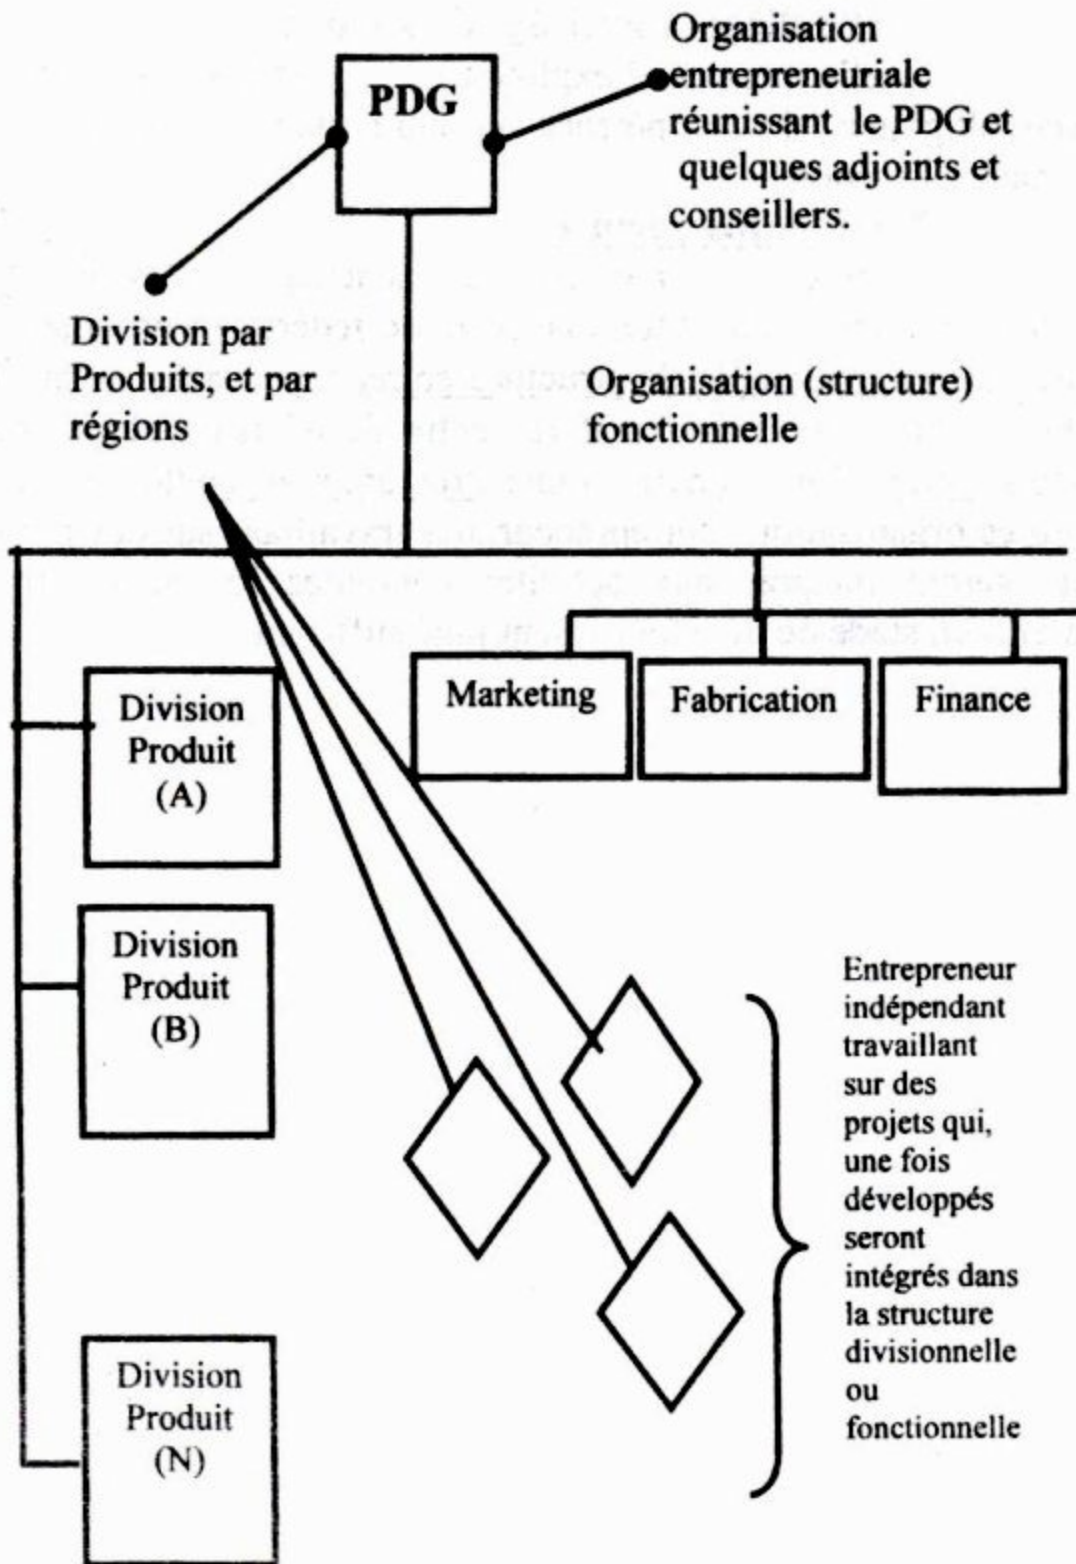 PDG
Organisation
entrepreneuriale
réunissant le PDG et
quelques adjoints et
conseillers.
Division par
Produits, et par
régions
Organisation (structure)
fonctionnelle
Marketing
Fabrication
Finance
Division
Produit
(A)
Division
Produit
(B)
Division
Produit
(N)
Entrepreneur
indépendant
travaillant
sur des
projets qui,
une fois
développés
seront
intégrés dans
la structure
divisionnelle
ou
fonctionnelle